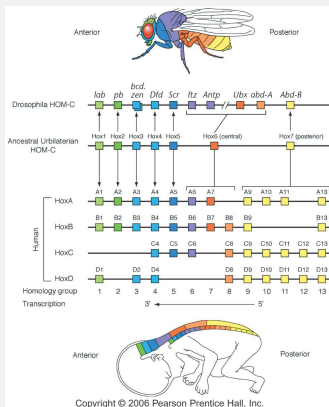 Anterior Posterior
lab pb bcd, zen Dfd Scr ftz Antp Ubx abd-A Abd-B
Drosophila HOM-C
Hox1 Hox2 Hox3 Hox4 Hox5 Hox6 (central) Hox7 (posterior)
Ancestral Urbilaterian
HOM-C
A1 A2 A3 A4 A5 A6 A7 A9 A10 A11 A13
HoxA
B1 B2 B3 B4 B5 B6 B7 B8 B9 B13
HoxB
Human
C4 C5 C6 C8 C9 C10 C11 C12 C13
HoxC
D1 D3 D4 D8 D9 D10 D11 D12 D13
HoxD
Homology group 1 2 3 4 5 6 7 8 9 10 11 12 13
Transcription 3' 5'
Anterior Posterior
Copyright © 2006 Pearson Prentice Hall, Inc.